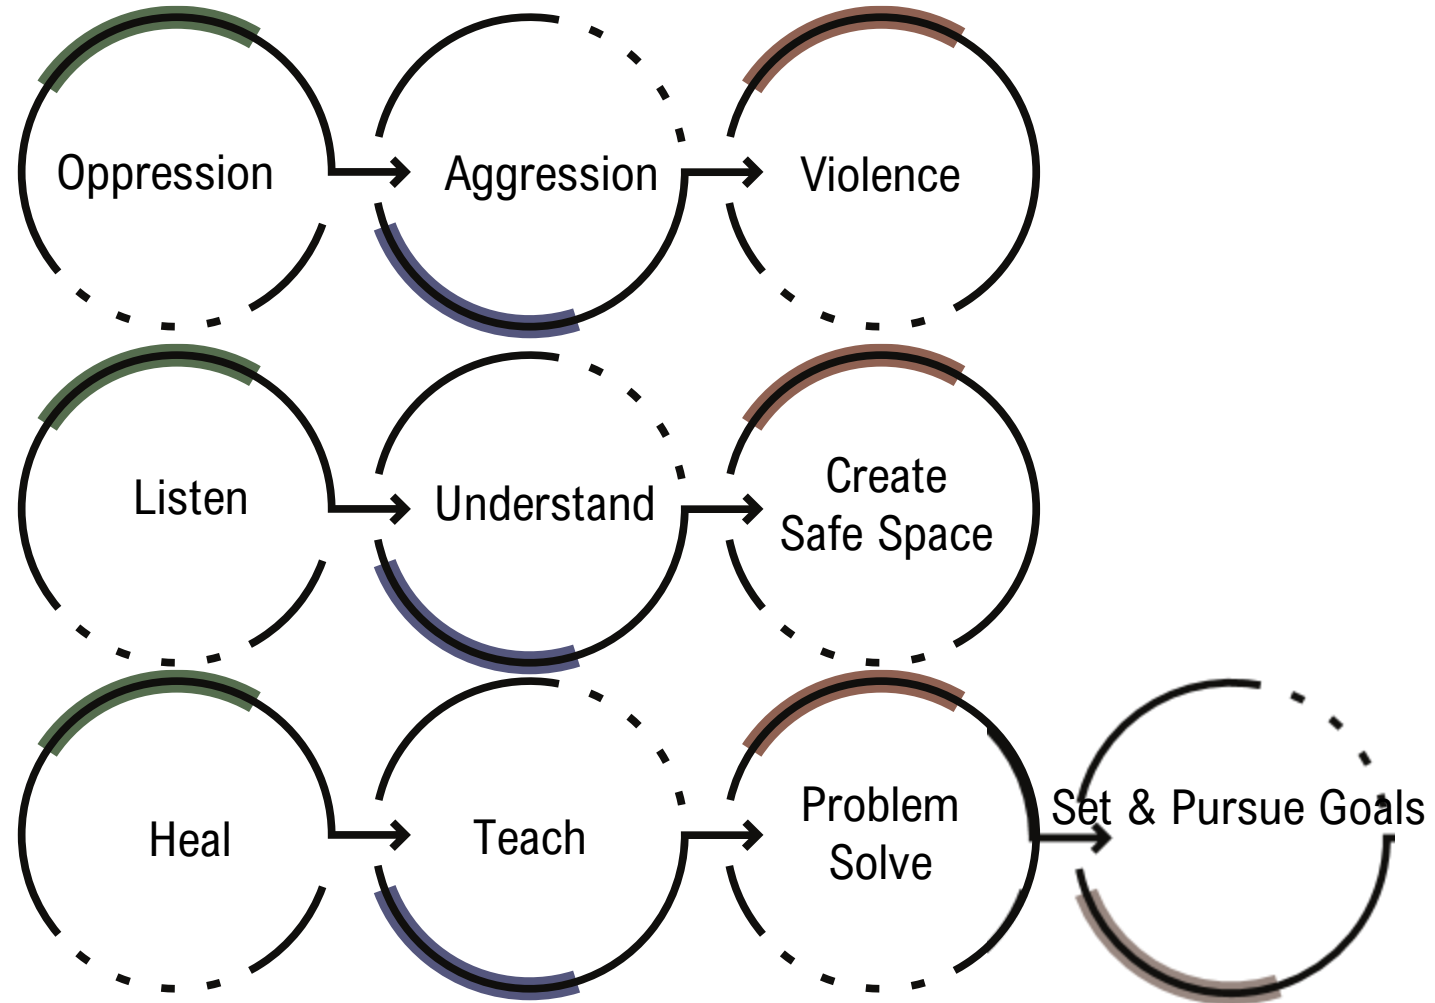 Oppression
Aggression
Violence
Listen
Understand
Create
Safe Space
Heal
Teach
Problem
Solve
Set & Pursue Goals